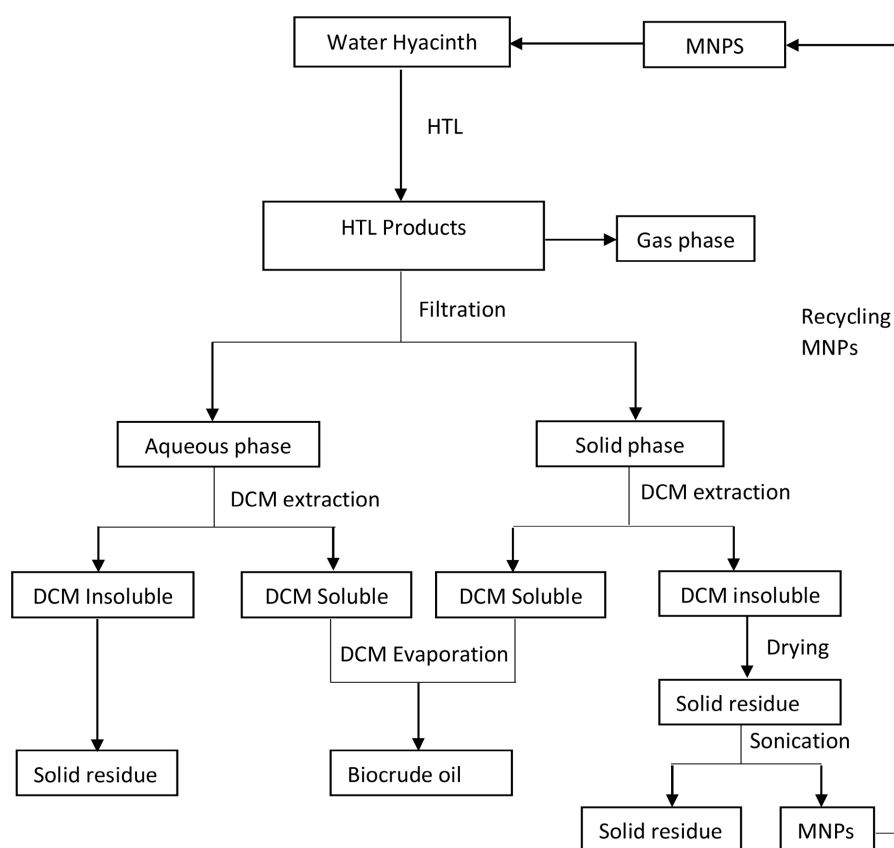 Water Hyacinth
MNPS
HTL
HTL Products
Gas phase
Filtration
Recycling
MNPs
Aqueous phase
Solid phase
DCM extraction
DCM extraction
DCM Insoluble
DCM Soluble
DCM Soluble
DCM insoluble
DCM Evaporation
Drying
Solid residue
Sonication
Solid residue
Biocrude oil
Solid residue
MNPs